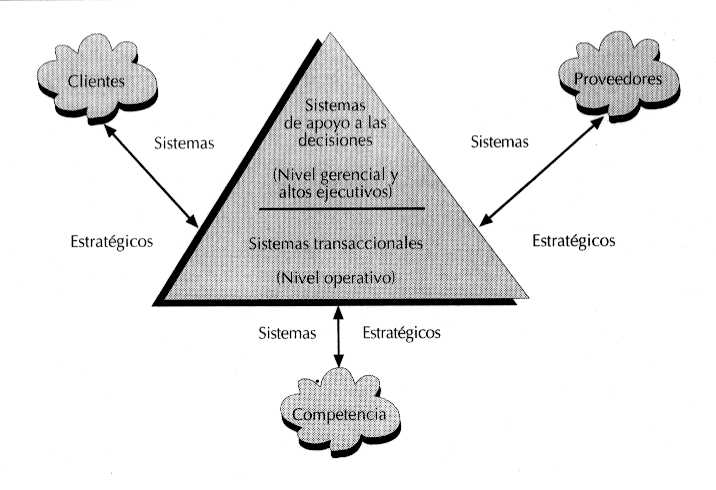 Clientes
Proveedores
Sistemas
de apoyo a las
decisiones
(Nivel gerencial y
altos ejecutivos)
Sistemas
Sistemas
Estratégicos
Estratégicos
Sistemas transaccionales
(Nivel operativo)
Sistemas
Estratégicos
Competencia